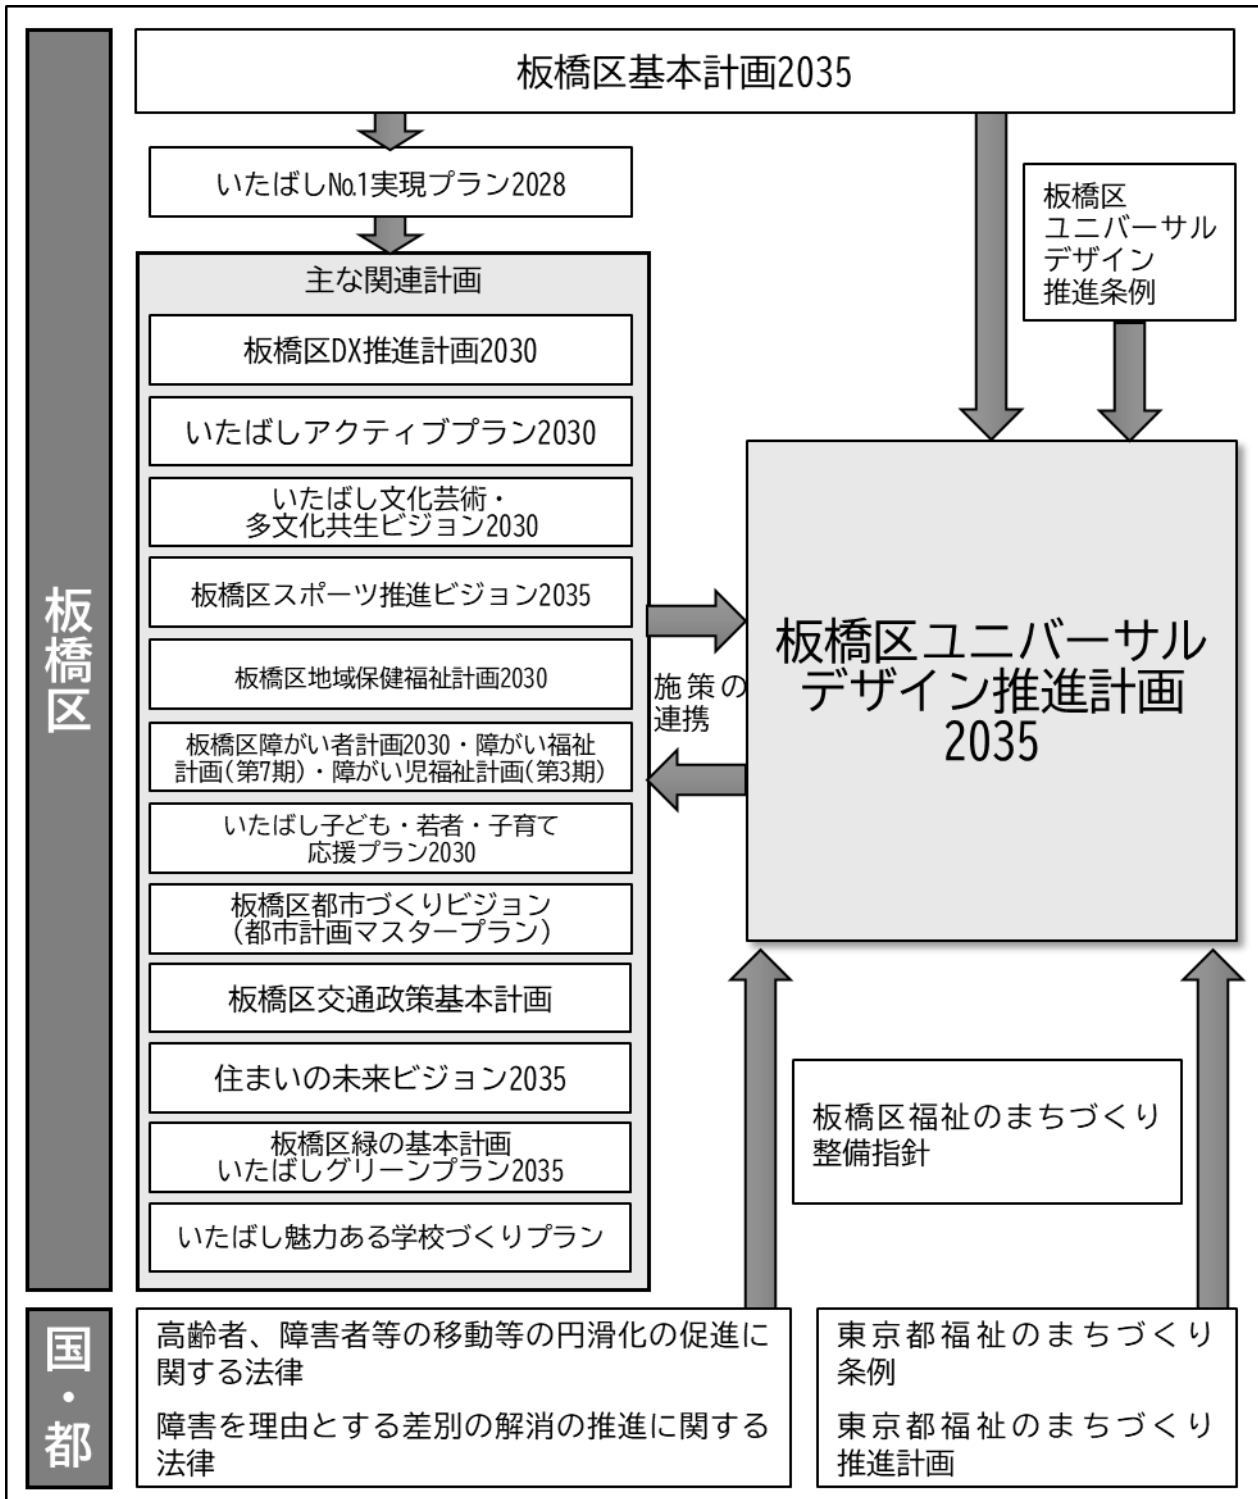 板橋区
板橋区基本計画2035
いたばし№1実現プラン2028
主な関連計画
板橋区DX推進計画2030
いたばしアクティブプラン2030
いたばし文化芸術・
多文化共生ビジョン2030
板橋区スポーツ推進ビジョン2035
板橋区地域保健福祉計画2030
板橋区障がい者計画2030・障がい福祉
計画(第7期)・障がい児福祉計画(第3期)
いたばし子ども・若者・子育て
応援プラン2030
板橋区都市づくりビジョン
(都市計画マスタープラン)
板橋区交通政策基本計画
住まいの未来ビジョン2035
板橋区緑の基本計画
いたばしグリーンプラン2035
いたばし魅力ある学校づくりプラン
施策の
連携
板橋区
ユニバーサル
デザイン
推進条例
板橋区ユニバーサル
デザイン推進計画
2035
板橋区福祉のまちづくり
整備指針
国・都
高齢者、障害者等の移動等の円滑化の促進に
関する法律
障害を理由とする差別の解消の推進に関する
法律
東京都福祉のまちづくり
条例
東京都福祉のまちづくり
推進計画